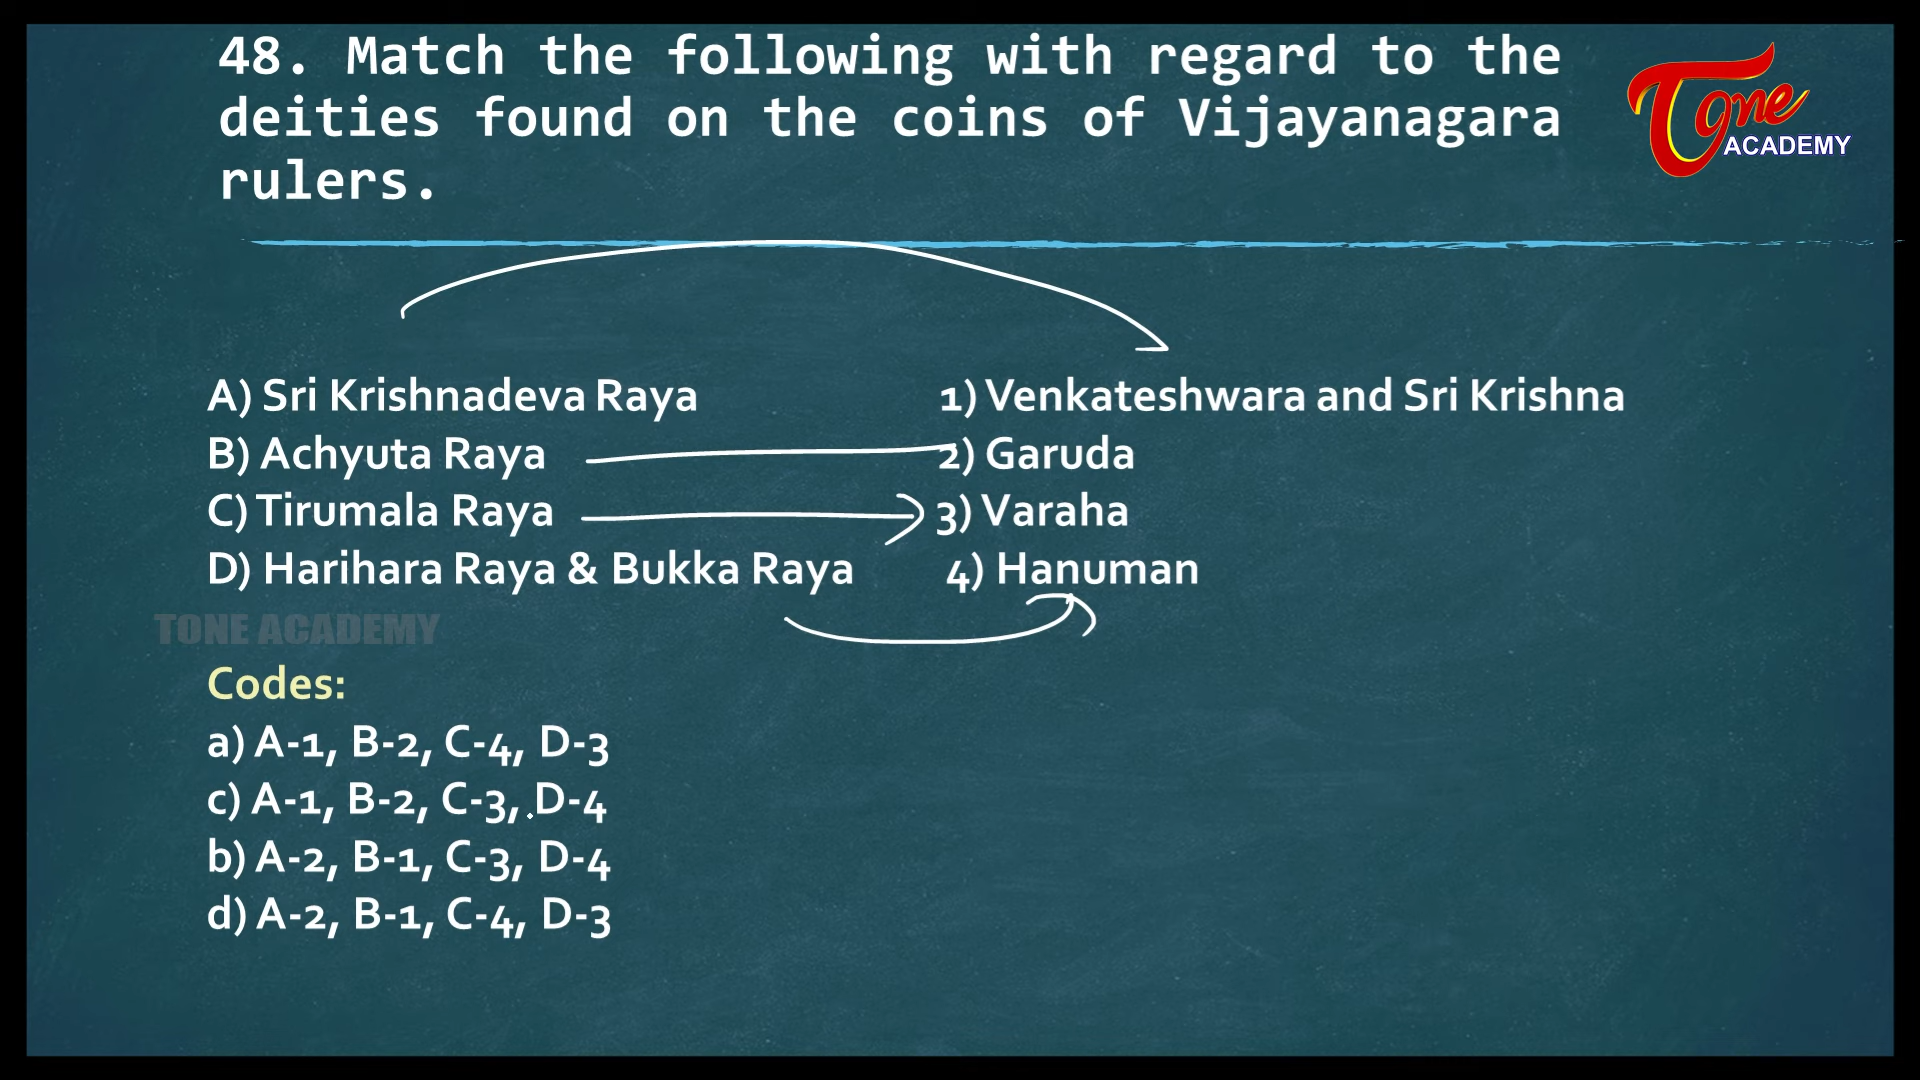 48. Match the following with regard to the
deities found on the coins of Vijayanagara
rulers.
Tone
ACADEMY
A) Sri Krishnadeva Raya 1) Venkateshwara and Sri Krishna
B) Achyuta Raya 2) Garuda
C) Tirumala Raya 3) Varaha
D) Harihara Raya & Bukka Raya 4) Hanuman
TONE ACADEMY
Codes:
a) A-1, B-2, C-4, D-3
c) A-1, B-2, C-3, D-4
b) A-2, B-1, C-3, D-4
d) A-2, B-1, C-4, D-3